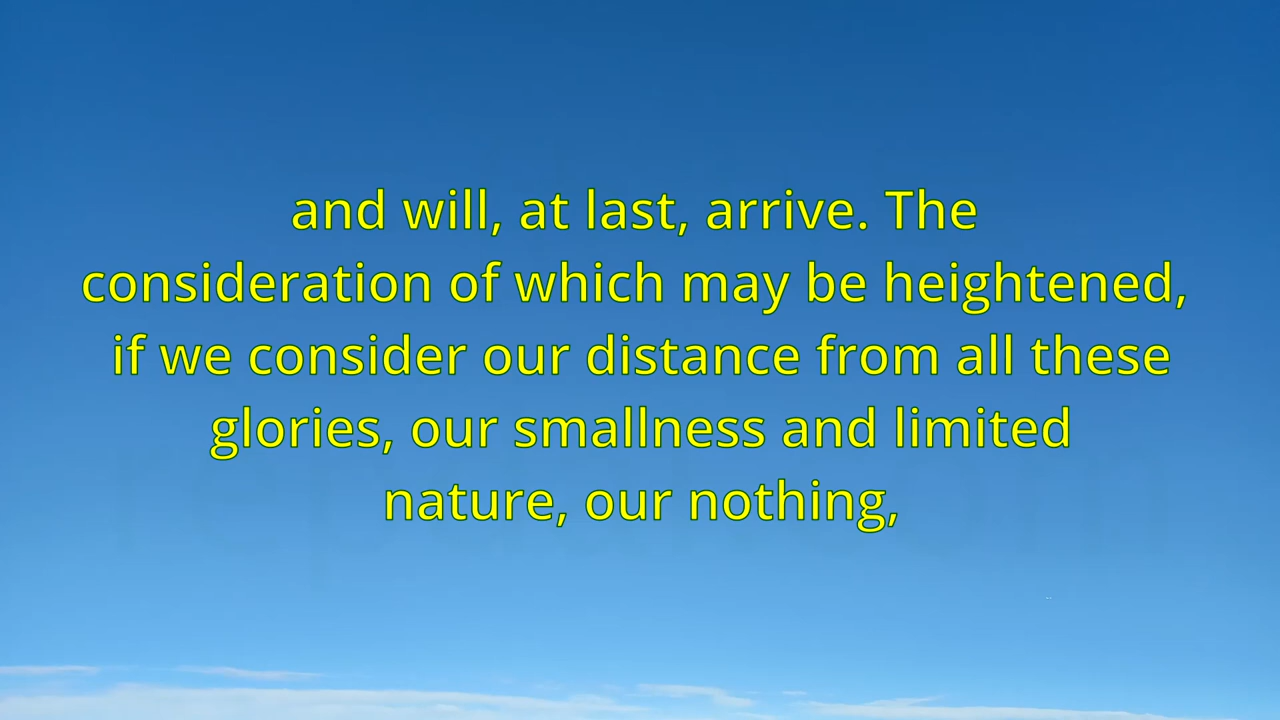 and will, at last, arrive. The
consideration of which may be heightened,
if we consider our distance from all these
glories, our smallness and limited
nature, our nothing,